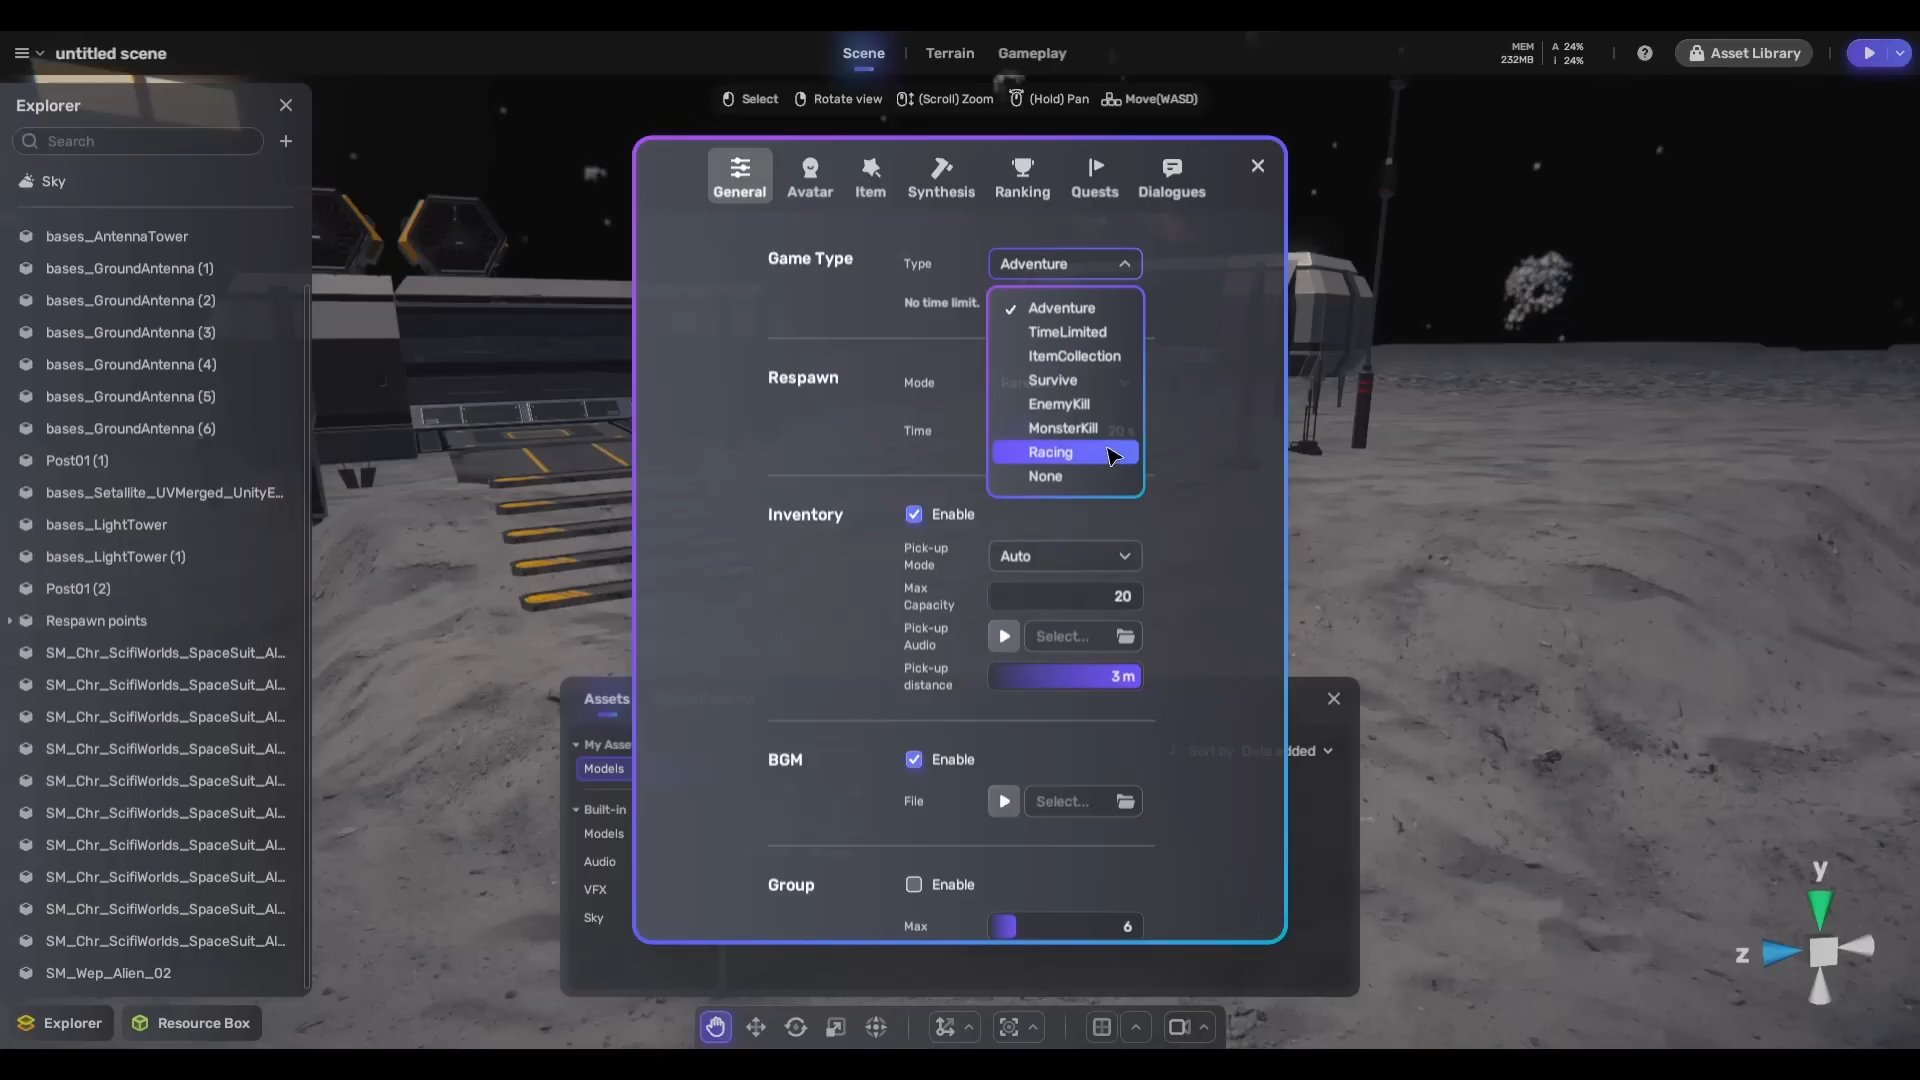 untitled scene
Scene
Terrain
Gameplay
MEM
232MB
A 24%
i 24%
Asset Library
Select
Rotate view
(Scroll) Zoom
(Hold) Pan
Move(WASD)
Explorer
Search
Sky
bases_AntennaTower
bases_GroundAntenna (1)
bases_GroundAntenna (2)
bases_GroundAntenna (3)
bases_GroundAntenna (4)
bases_GroundAntenna (5)
bases_GroundAntenna (6)
Post01 (1)
bases_Setallite_UVMerged_UnityE...
bases_LightTower
bases_LightTower (1)
Post01 (2)
Respawn points
SM_Chr_ScifiWorlds_SpaceSuit_Al...
SM_Chr_ScifiWorlds_SpaceSuit_Al...
SM_Chr_ScifiWorlds_SpaceSuit_Al...
SM_Chr_ScifiWorlds_SpaceSuit_Al...
SM_Chr_ScifiWorlds_SpaceSuit_Al...
SM_Chr_ScifiWorlds_SpaceSuit_Al...
SM_Chr_ScifiWorlds_SpaceSuit_Al...
SM_Chr_ScifiWorlds_SpaceSuit_Al...
SM_Chr_ScifiWorlds_SpaceSuit_Al...
SM_Chr_ScifiWorlds_SpaceSuit_Al...
SM_Wep_Alien_02
Explorer
Resource Box
General
Avatar
Item
Synthesis
Ranking
Quests
Dialogues
Game Type
Type
Adventure
No time limit.
Adventure
TimeLimited
ItemCollection
Survive
EnemyKill
MonsterKill
Racing
None
Respawn
Mode
Time
20 s
Inventory
Enable
Pick-up
Mode
Auto
Max
Capacity
20
Pick-up
Audio
Select...
Pick-up
distance
3 m
BGM
Enable
File
Select...
Group
Enable
Max
6
Assets
My Asse
Models
Built-in
Models
Audio
VFX
Sky
Sort by: Date added
y
z